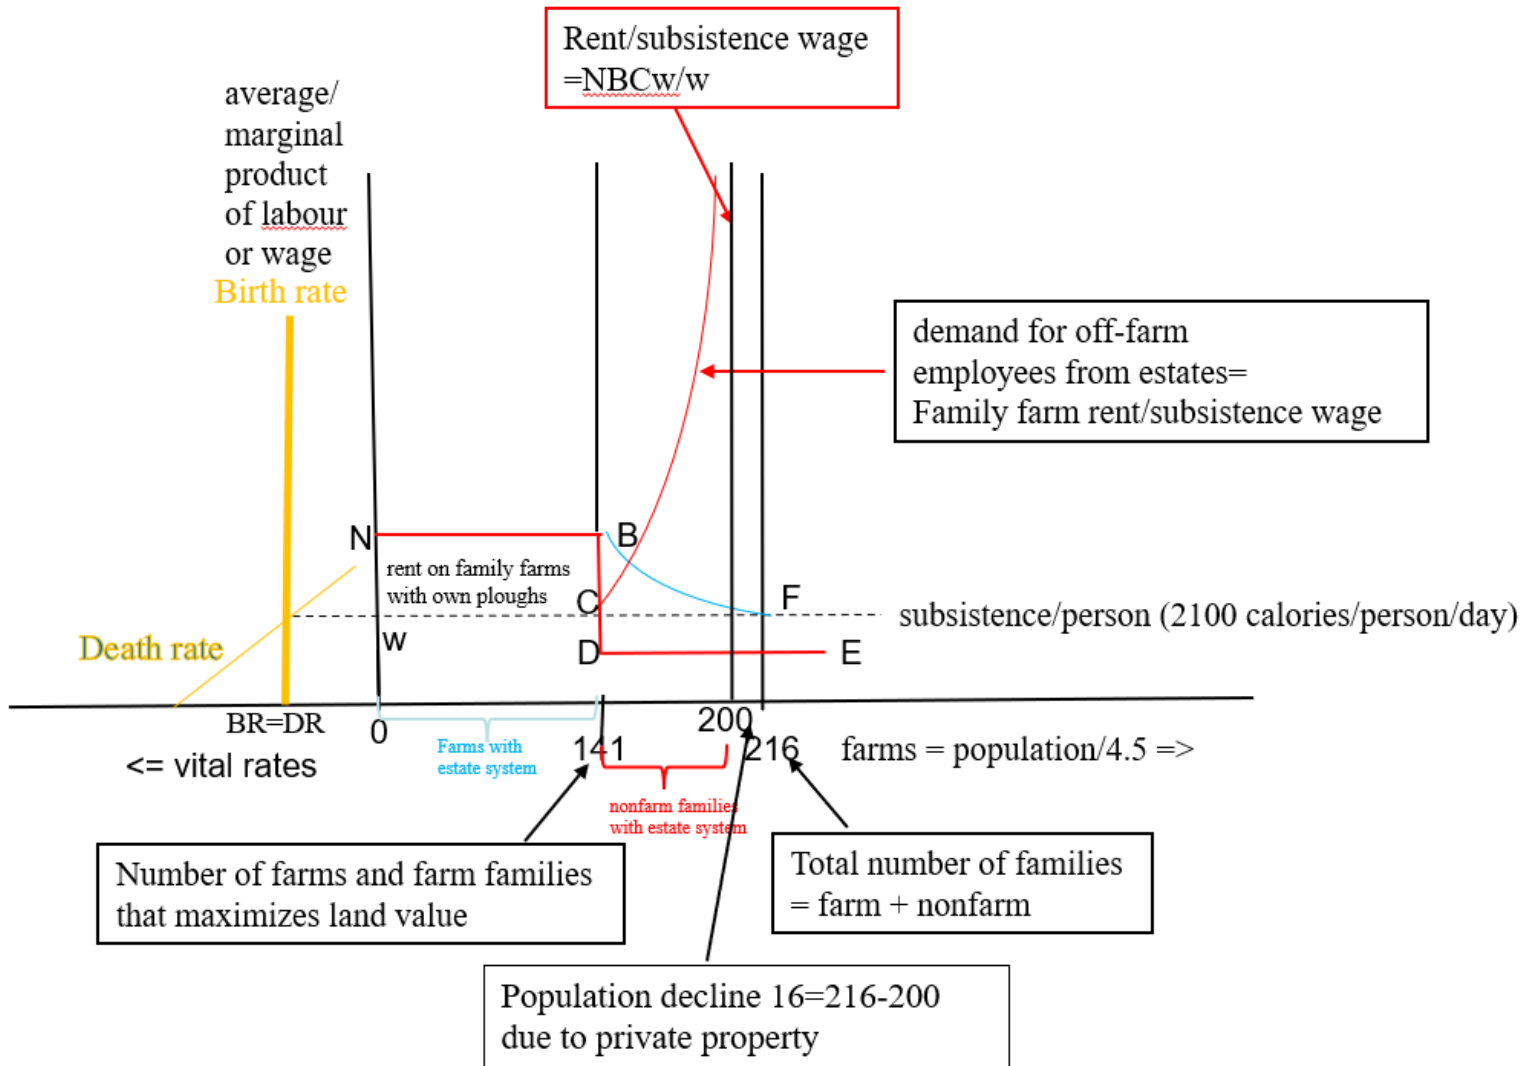 Rent/subsistence wage
=NBCw/w
average/
marginal
product
of labour
or wage
Birth rate
demand for off-farm
employees from estates=
Family farm rent/subsistence wage
N
B
rent on family farms
with own ploughs
C
F
subsistence/person (2100 calories/person/day)
w
Death rate
D
E
BR=DR
0
200
<= vital rates
Farms with
estate system
141
216
farms = population/4.5 =>
nonfarm families
with estate system
Number of farms and farm families
that maximizes land value
Total number of families
= farm + nonfarm
Population decline 16=216-200
due to private property